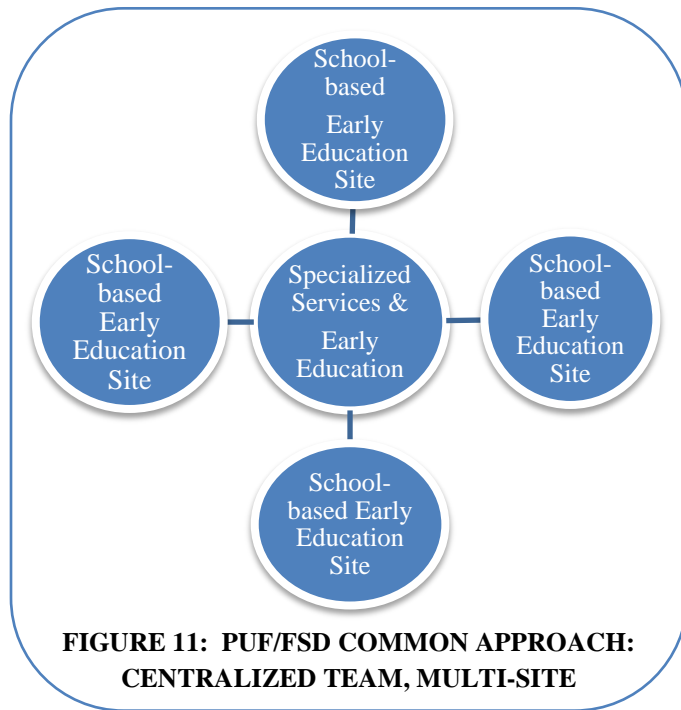 School-
based
Early
Education
Site
School-
based
Early
Education
Site
Specialized
Services &
Early
Education
School-
based
Early
Education
Site
School-
based Early
Education
Site
FIGURE 11: PUF/FSD COMMON APPROACH:
CENTRALIZED TEAM, MULTI-SITE